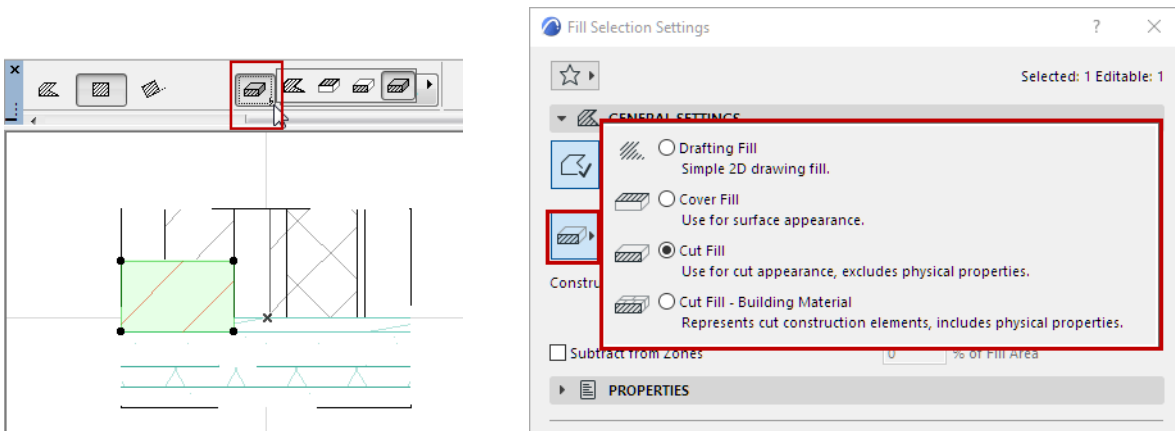 Fill Selection Settings
?
Selected: 1 Editable: 1
GENERAL SETTINGS
Drafting Fill
Simple 2D drawing fill.
Cover Fill
Use for surface appearance.
Cut Fill
Use for cut appearance, excludes physical properties.
Constru
Cut Fill - Building Material
Represents cut construction elements, includes physical properties.
Subtract from Zones
0
% of Fill Area
PROPERTIES